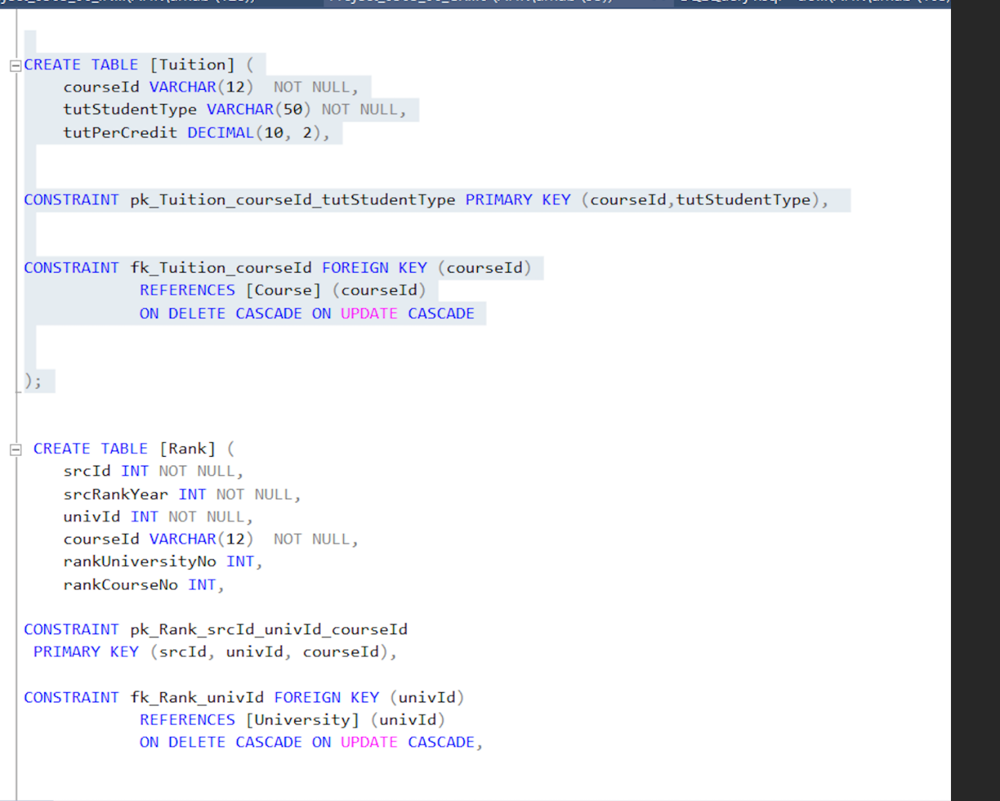 CREATE TABLE [Tuition] (
courseId VARCHAR(12)  NOT NULL,
tutStudentType VARCHAR(50) NOT NULL,
tutPerCredit DECIMAL(10, 2),
CONSTRAINT pk_Tuition_courseId_tutStudentType PRIMARY KEY (courseId,tutStudentType),
CONSTRAINT fk_Tuition_courseId FOREIGN KEY (courseId)
REFERENCES [Course] (courseId)
ON DELETE CASCADE ON UPDATE CASCADE
);
CREATE TABLE [Rank] (
srcId INT NOT NULL,
srcRankYear INT NOT NULL,
univId INT NOT NULL,
courseId VARCHAR(12)  NOT NULL,
rankUniversityNo INT,
rankCourseNo INT,
CONSTRAINT pk_Rank_srcId_univId_courseId
PRIMARY KEY (srcId, univId, courseId),
CONSTRAINT fk_Rank_univId FOREIGN KEY (univId)
REFERENCES [University] (univId)
ON DELETE CASCADE ON UPDATE CASCADE,